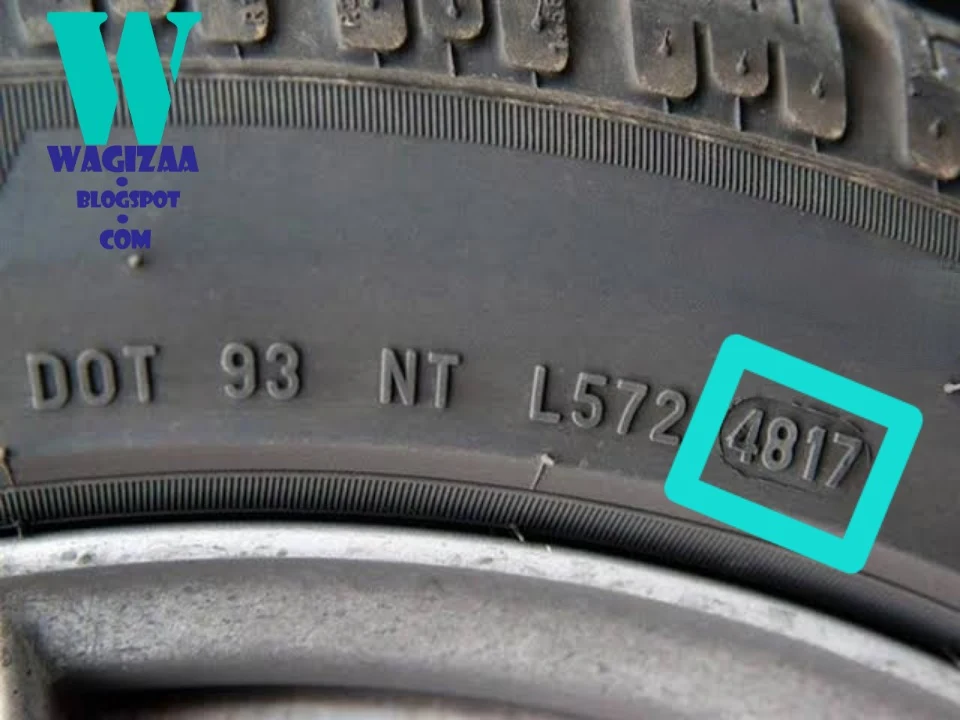 W
WAGIZAA
•
BLOGSPOT
•
COM
DOT 93 NT L572 4817